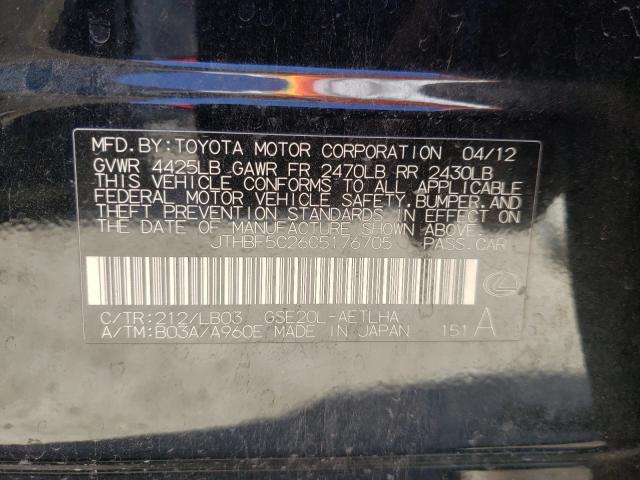 MFD. BY: TOYOTA MOTOR CORPORATION 04/12
GVWR 4425LB GAWR FR 2470LB RR 2430LB
THIS VEHICLE CONFORMS TO ALL APPLICABLE
FEDERAL MOTOR VEHICLE SAFETY, BUMPER, AND
THEFT PREVENTION STANDARDS IN EFFECT ON
THE DATE OF MANUFACTURE SHOWN ABOVE.
JTHBF5C26C5176705 PASS. CAR
C/TR: 212/LB03 GSE20L-AETLHA
A/TM: B03A/A960E MADE IN JAPAN 151 A